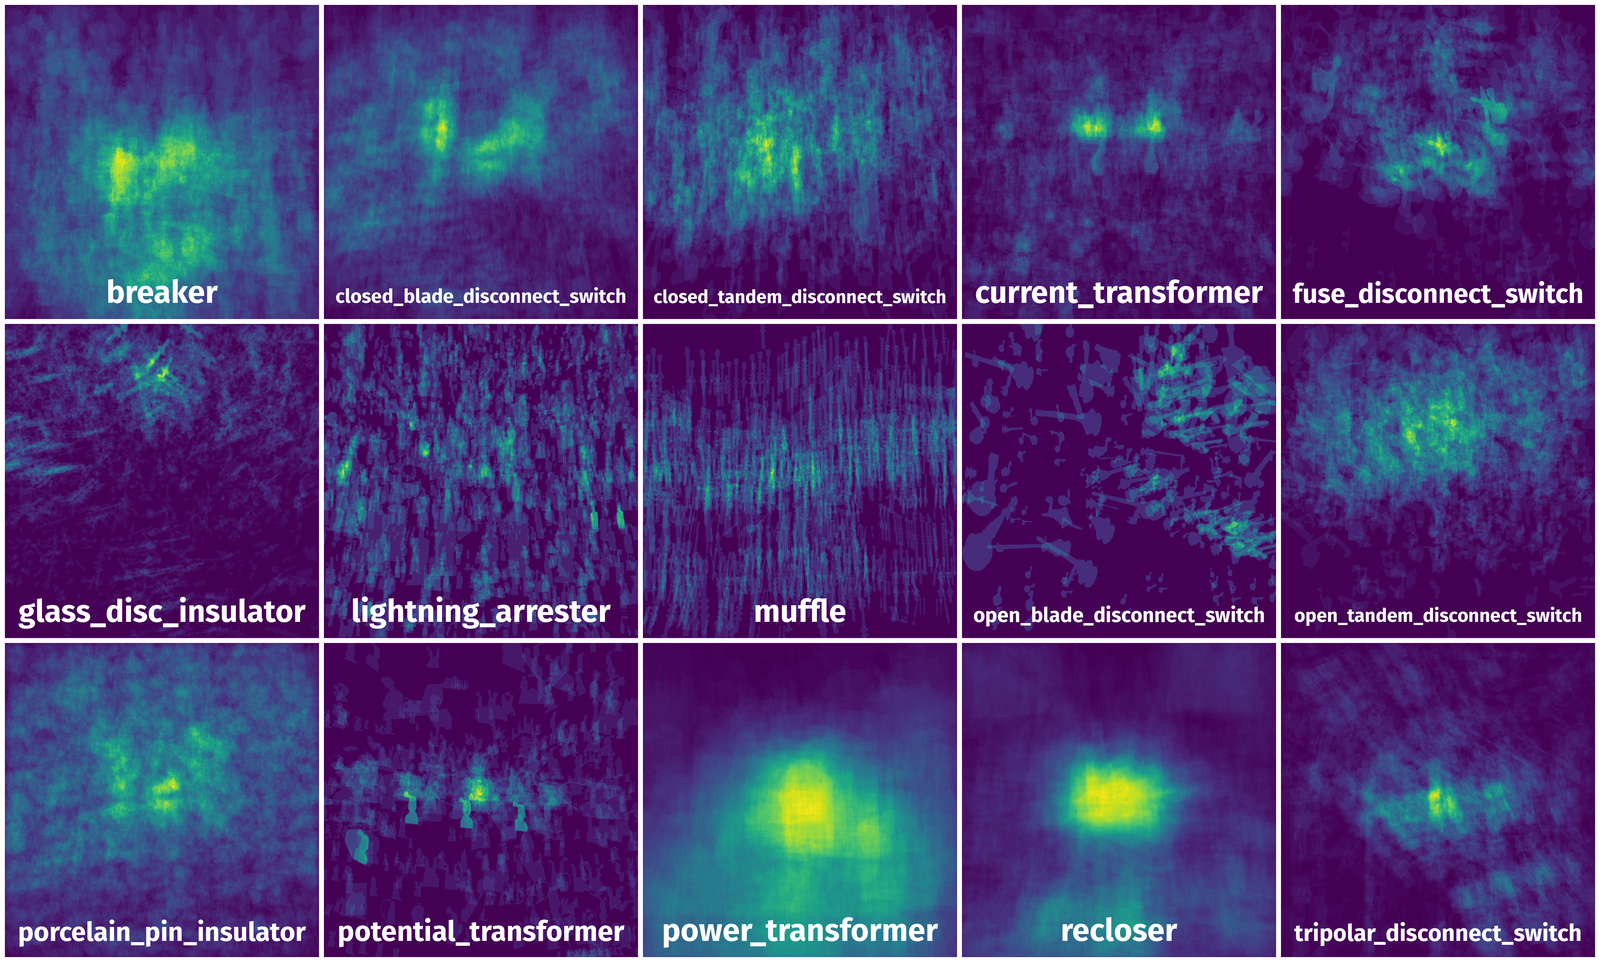 breaker
closed_blade_disconnect_switch
closed_tandem_disconnect_switch
current_transformer
fuse_disconnect_switch
glass_disc_insulator
lightning_arrester
muffle
open_blade_disconnect_switch
open_tandem_disconnect_switch
porcelain_pin_insulator
potential_transformer
power_transformer
recloser
tripolar_disconnect_switch